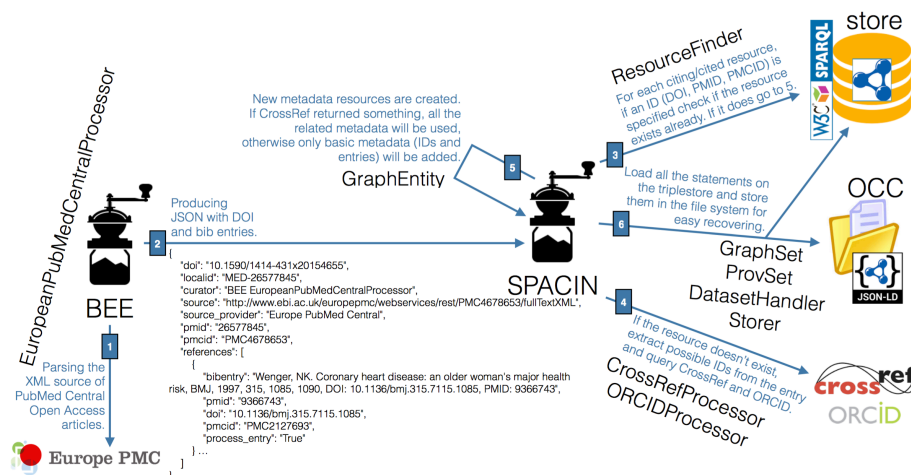 EuropeanPubMedCentralProcessor
BEE
1
Parsing the
XML source of
PubMed Central
Open Access
articles.
Europe PMC
2
Producing
JSON with DOI
and bib entries.
{
"doi": "10.1590/1414-431x20154655",
"localid": "MED-26577845",
"curator": "BEE EuropeanPubMedCentralProcessor",
"source": "http://www.ebi.ac.uk/europepmc/webservices/rest/PMC4678653/fullTextXML",
"source_provider": "Europe PubMed Central",
"pmid": "26577845",
"pmcid": "PMC4678653",
"references": [
{
"bibentry": "Wenger, NK. Coronary heart disease: an older woman's major health
risk, BMJ, 1997, 315, 1085, 1090, DOI: 10.1136/bmj.315.7115.1085, PMID: 9366743",
"pmid": "9366743",
"doi": "10.1136/bmj.315.7115.1085",
"pmcid": "PMC2127693",
"process_entry": "True"
} ...
]
}
New metadata resources are created.
If CrossRef returned something, all the
related metadata will be used,
otherwise only basic metadata (IDs and
entries) will be added.
GraphEntity
5
SPACIN
ResourceFinder
For each citing/cited resource,
if an ID (DOI, PMID, PMCID) is
specified check if the resource
exists already. If it does go to 5.
3
store
W3C SPARQL
6
Load all the statements on
the triplestore and store
them in the file system for
easy recovering.
GraphSet
ProvSet
DatasetHandler
Storer
OCC
{ }
JSON-LD
4
If the resource doesn't exist,
extract possible IDs from the entry
and query CrossRef and ORCID.
CrossRefProcessor
ORCIDProcessor
crossref
ORCID